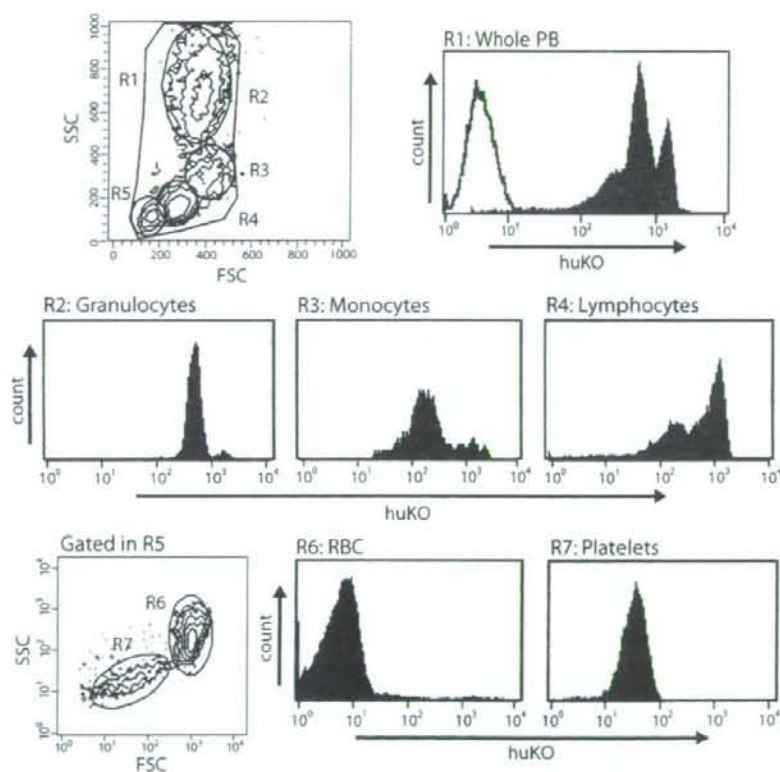 R1: Whole PB
1000
800
600
400
200
0
SSC
R1
R2
R3
R4
R5
0 200 400 600 800 1000
FSC
count
10^0 10^1 10^2 10^3 10^4
huKO
R2: Granulocytes
R3: Monocytes
R4: Lymphocytes
count
10^0 10^1 10^2 10^3 10^4
10^0 10^1 10^2 10^3 10^4
10^0 10^1 10^2 10^3 10^4
huKO
Gated in R5
R6: RBC
R7: Platelets
10^4
10^3
10^2
10^1
10^0
SSC
R6
R7
10^0 10^1 10^2 10^3 10^4
FSC
count
10^0 10^1 10^2 10^3 10^4
10^0 10^1 10^2 10^3 10^4
huKO